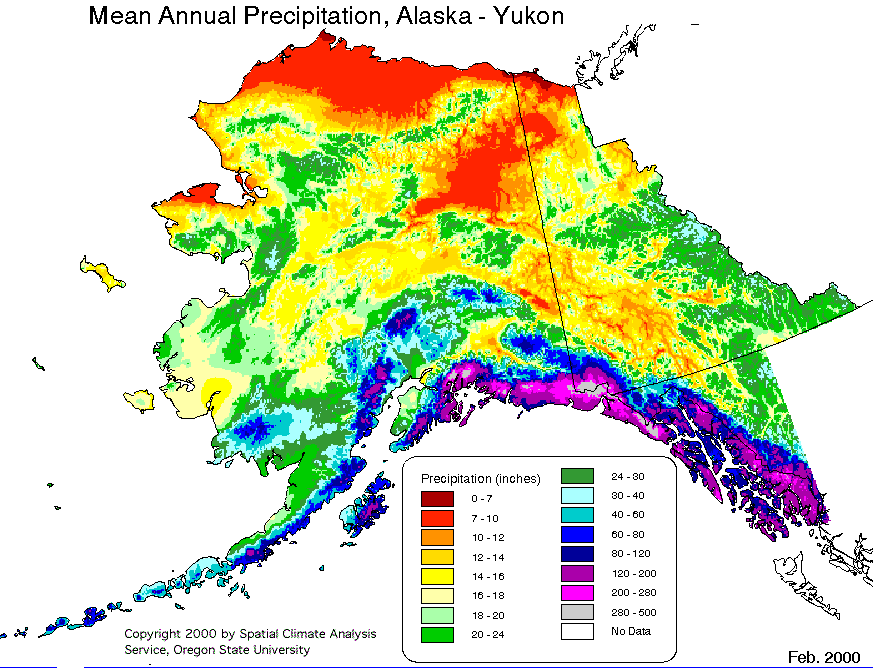 Mean Annual Precipitation, Alaska - Yukon
Precipitation (inches)
0 - 7
7 - 10
10 - 12
12 - 14
14 - 16
16 - 18
18 - 20
20 - 24
24 - 30
30 - 40
40 - 60
60 - 80
80 - 120
120 - 200
200 - 280
280 - 500
No Data
Copyright 2000 by Spatial Climate Analysis
Service, Oregon State University
Feb. 2000